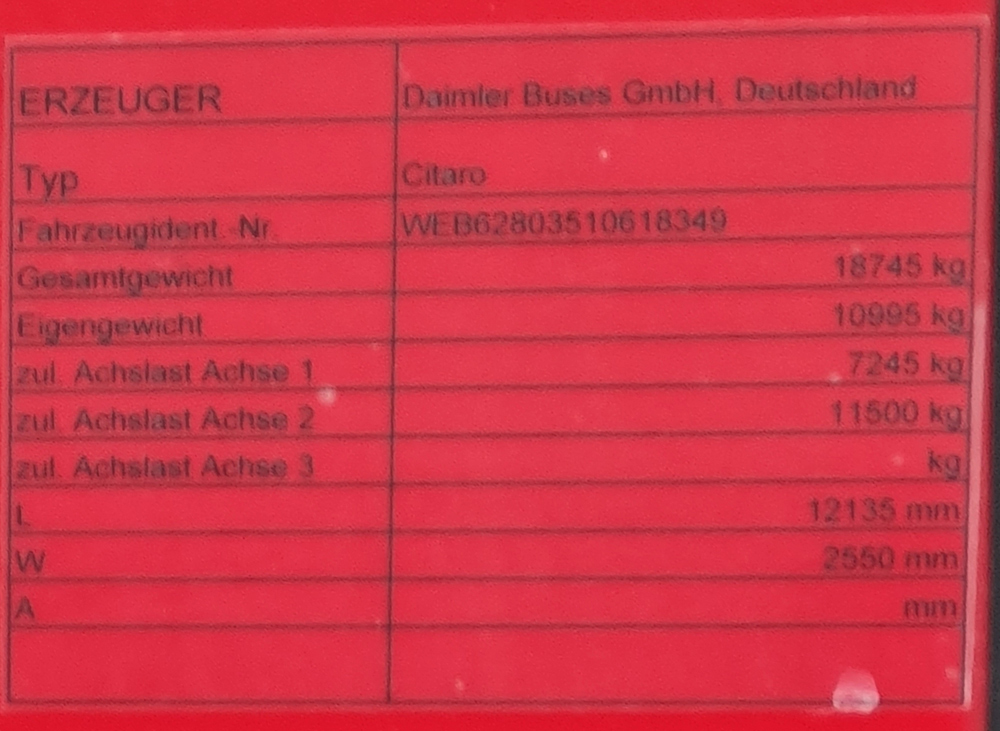 ERZEUGER Daimler Buses GmbH, Deutschland
Typ Citaro
Fahrzeugident. Nr. WEB62803510618349
Gesamtgewicht 18745 kg
Eigengewicht 10995 kg
zul. Achslast Achse 1 7245 kg
zul. Achslast Achse 2 11500 kg
zul. Achslast Achse 3 kg
L 12135 mm
W 2550 mm
A mm